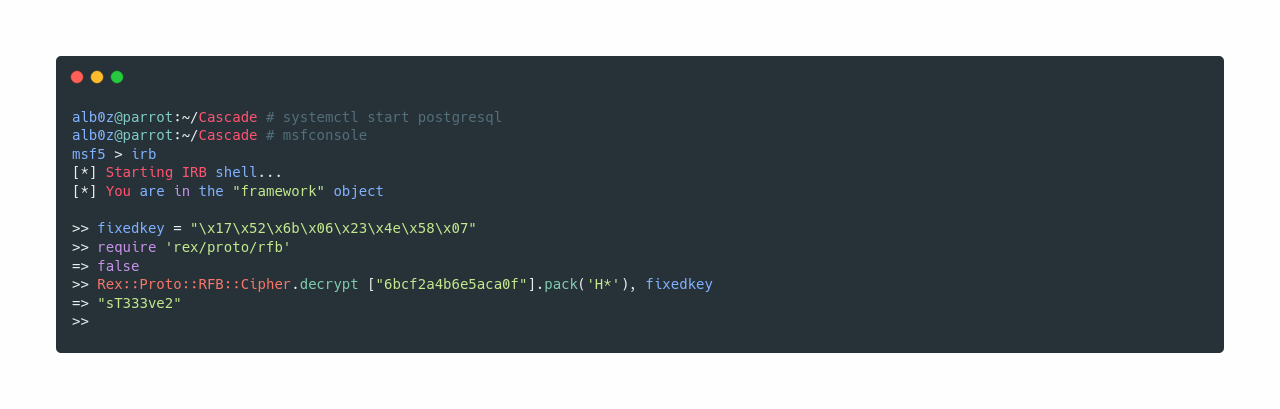 alb0z@parrot:~/Cascade # systemctl start postgresql
alb0z@parrot:~/Cascade # msfconsole
msf5 > irb
[*] Starting IRB shell...
[*] You are in the "framework" object
>> fixedkey = "\x17\x52\x6b\x06\x23\x4e\x58\x07"
>> require 'rex/proto/rfb'
=> false
>> Rex::Proto::RFB::Cipher.decrypt ["6bcf2a4b6e5aca0f"].pack('H*'), fixedkey
=> "sT333ve2"
>>